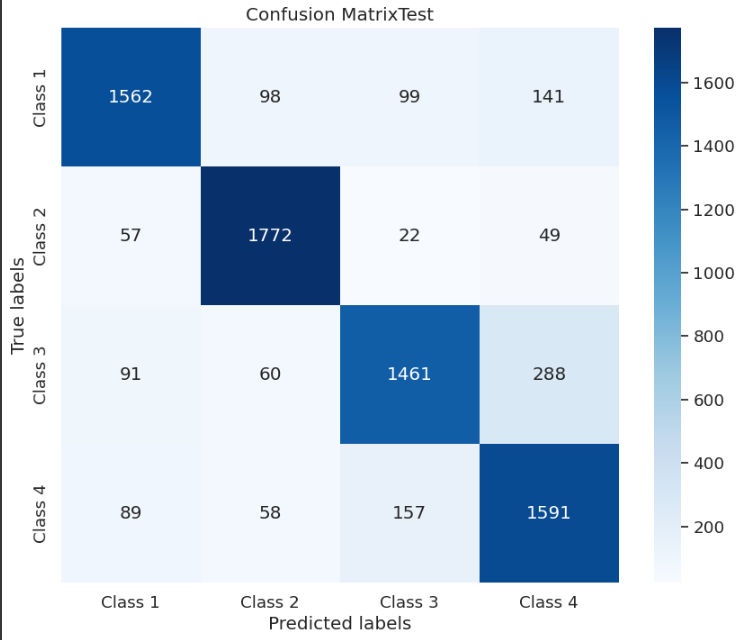 Confusion MatrixTest
True labels
Class 1
1562 98 99 141
Class 2
57 1772 22 49
Class 3
91 60 1461 288
Class 4
89 58 157 1591
Class 1 Class 2 Class 3 Class 4
Predicted labels
1600
1400
1200
1000
800
600
400
200